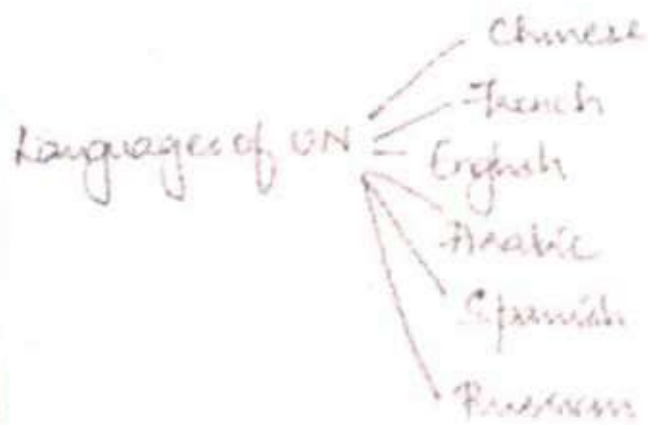 Languages of UN
Chinese
French
English
Arabic
Spanish
Russian